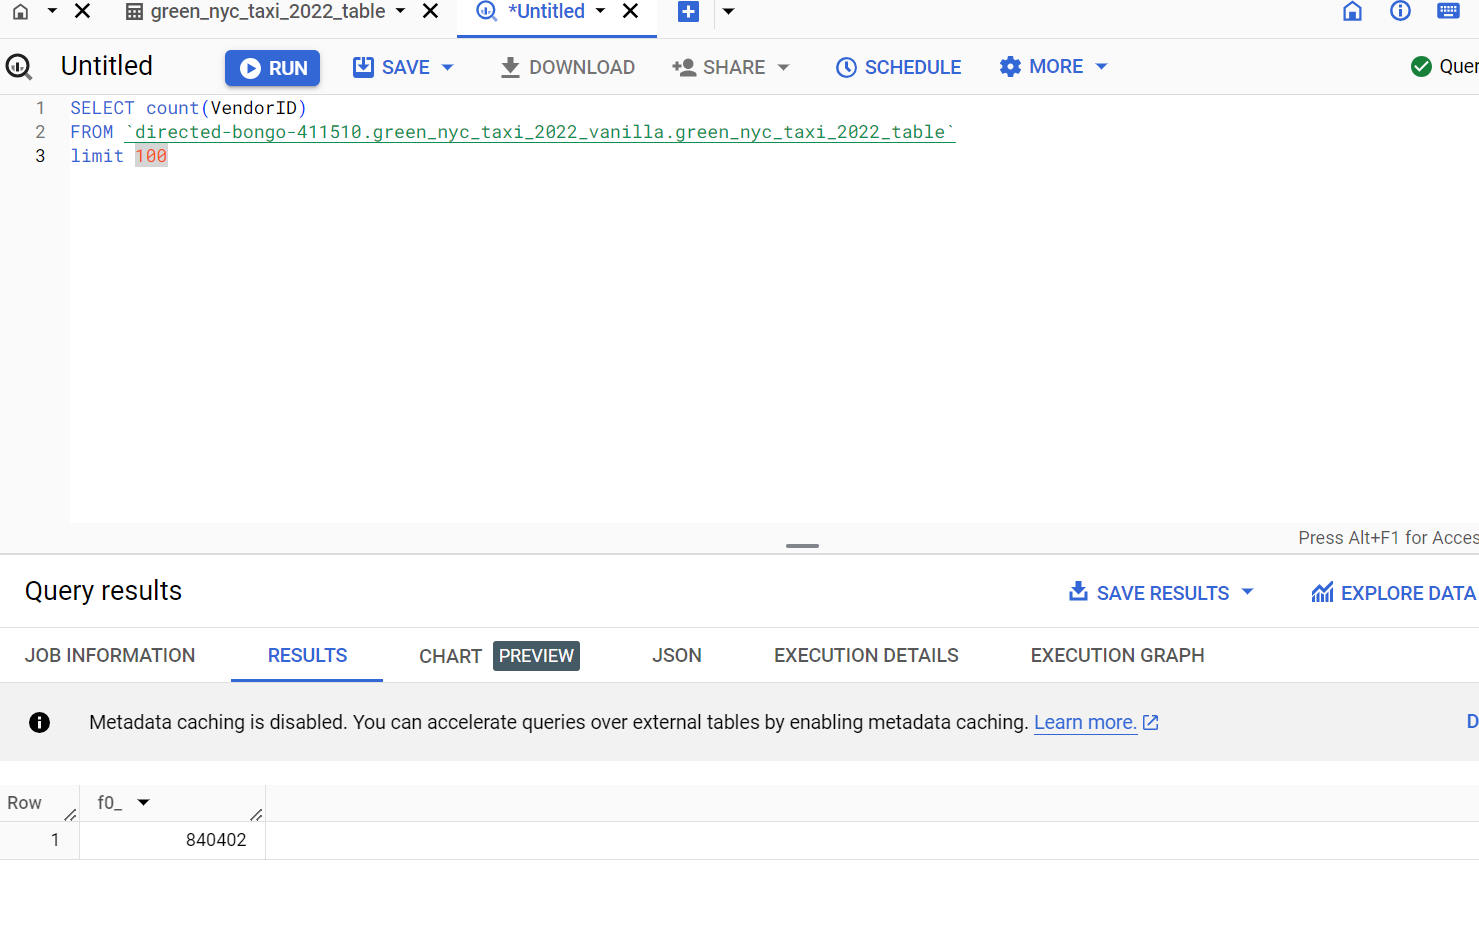 green_nyc_taxi_2022_table *Untitled
Untitled RUN SAVE DOWNLOAD SHARE SCHEDULE MORE Quer
1 SELECT count(VendorID)
2 FROM `directed-bongo-411510.green_nyc_taxi_2022_vanilla.green_nyc_taxi_2022_table`
3 limit 100
Press Alt+F1 for Acces
Query results SAVE RESULTS EXPLORE DATA
JOB INFORMATION RESULTS CHART PREVIEW JSON EXECUTION DETAILS EXECUTION GRAPH
Metadata caching is disabled. You can accelerate queries over external tables by enabling metadata caching. Learn more. D
Row f0_
1 840402